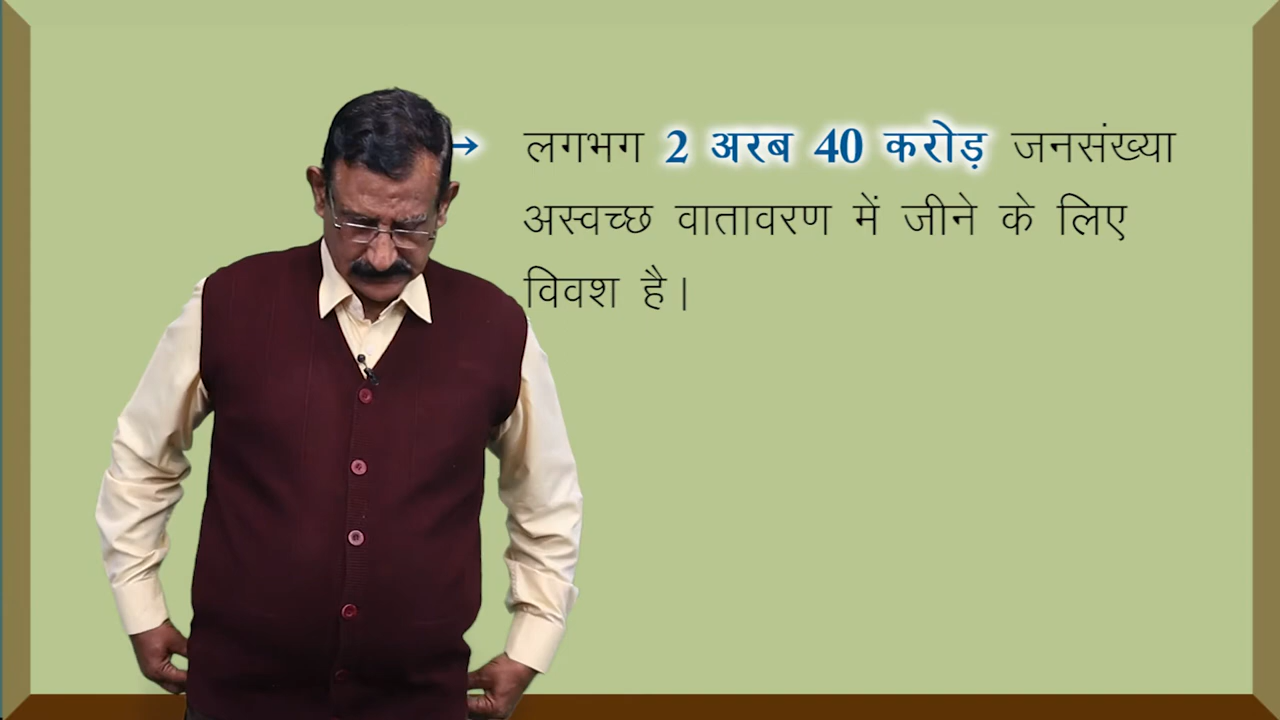 → लगभग 2 अरब 40 करोड़ जनसंख्या
अस्वच्छ वातावरण में जीने के लिए
विवश है।